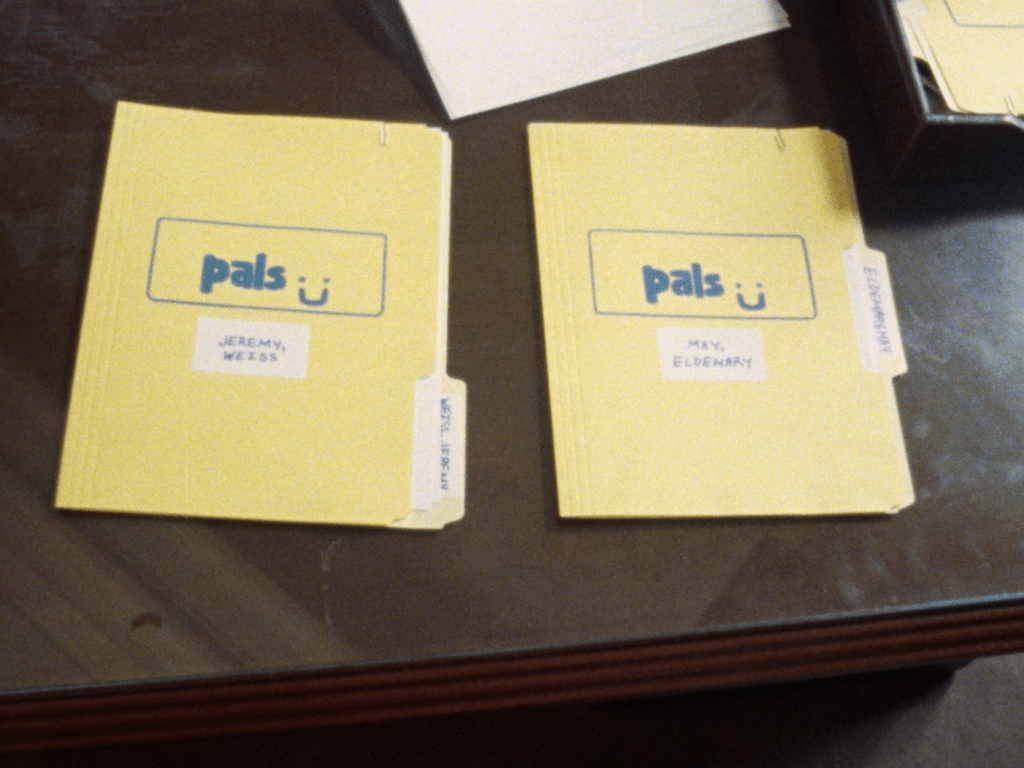 pals
JEREMY,
WEISS
WEISS, JEREMY
pals
MAY,
ELDEMARY
ELDEMARY, MAY